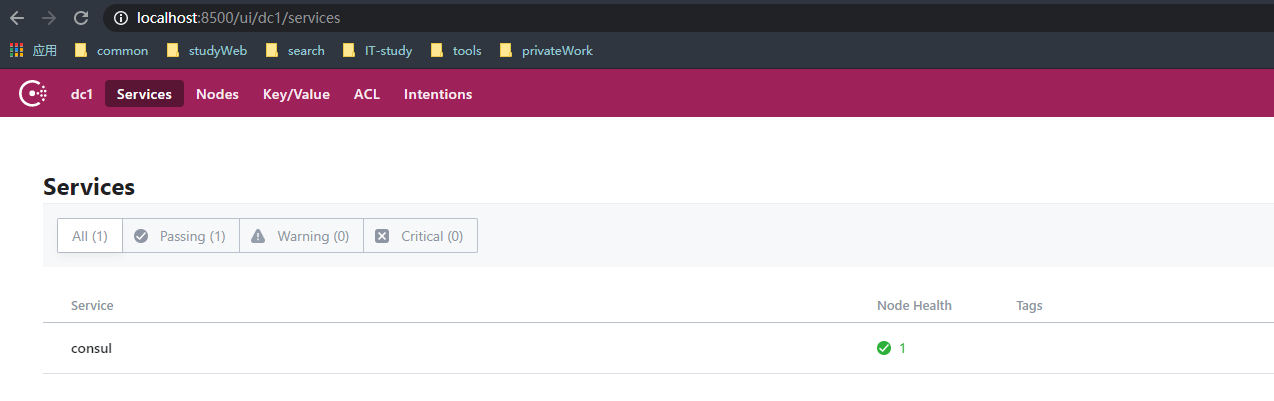 localhost:8500/ui/dc1/services
应用 common studyWeb search IT-study tools privateWork
dc1 Services Nodes Key/Value ACL Intentions
Services
All (1) Passing (1) Warning (0) Critical (0)
Service Node Health Tags
consul 1